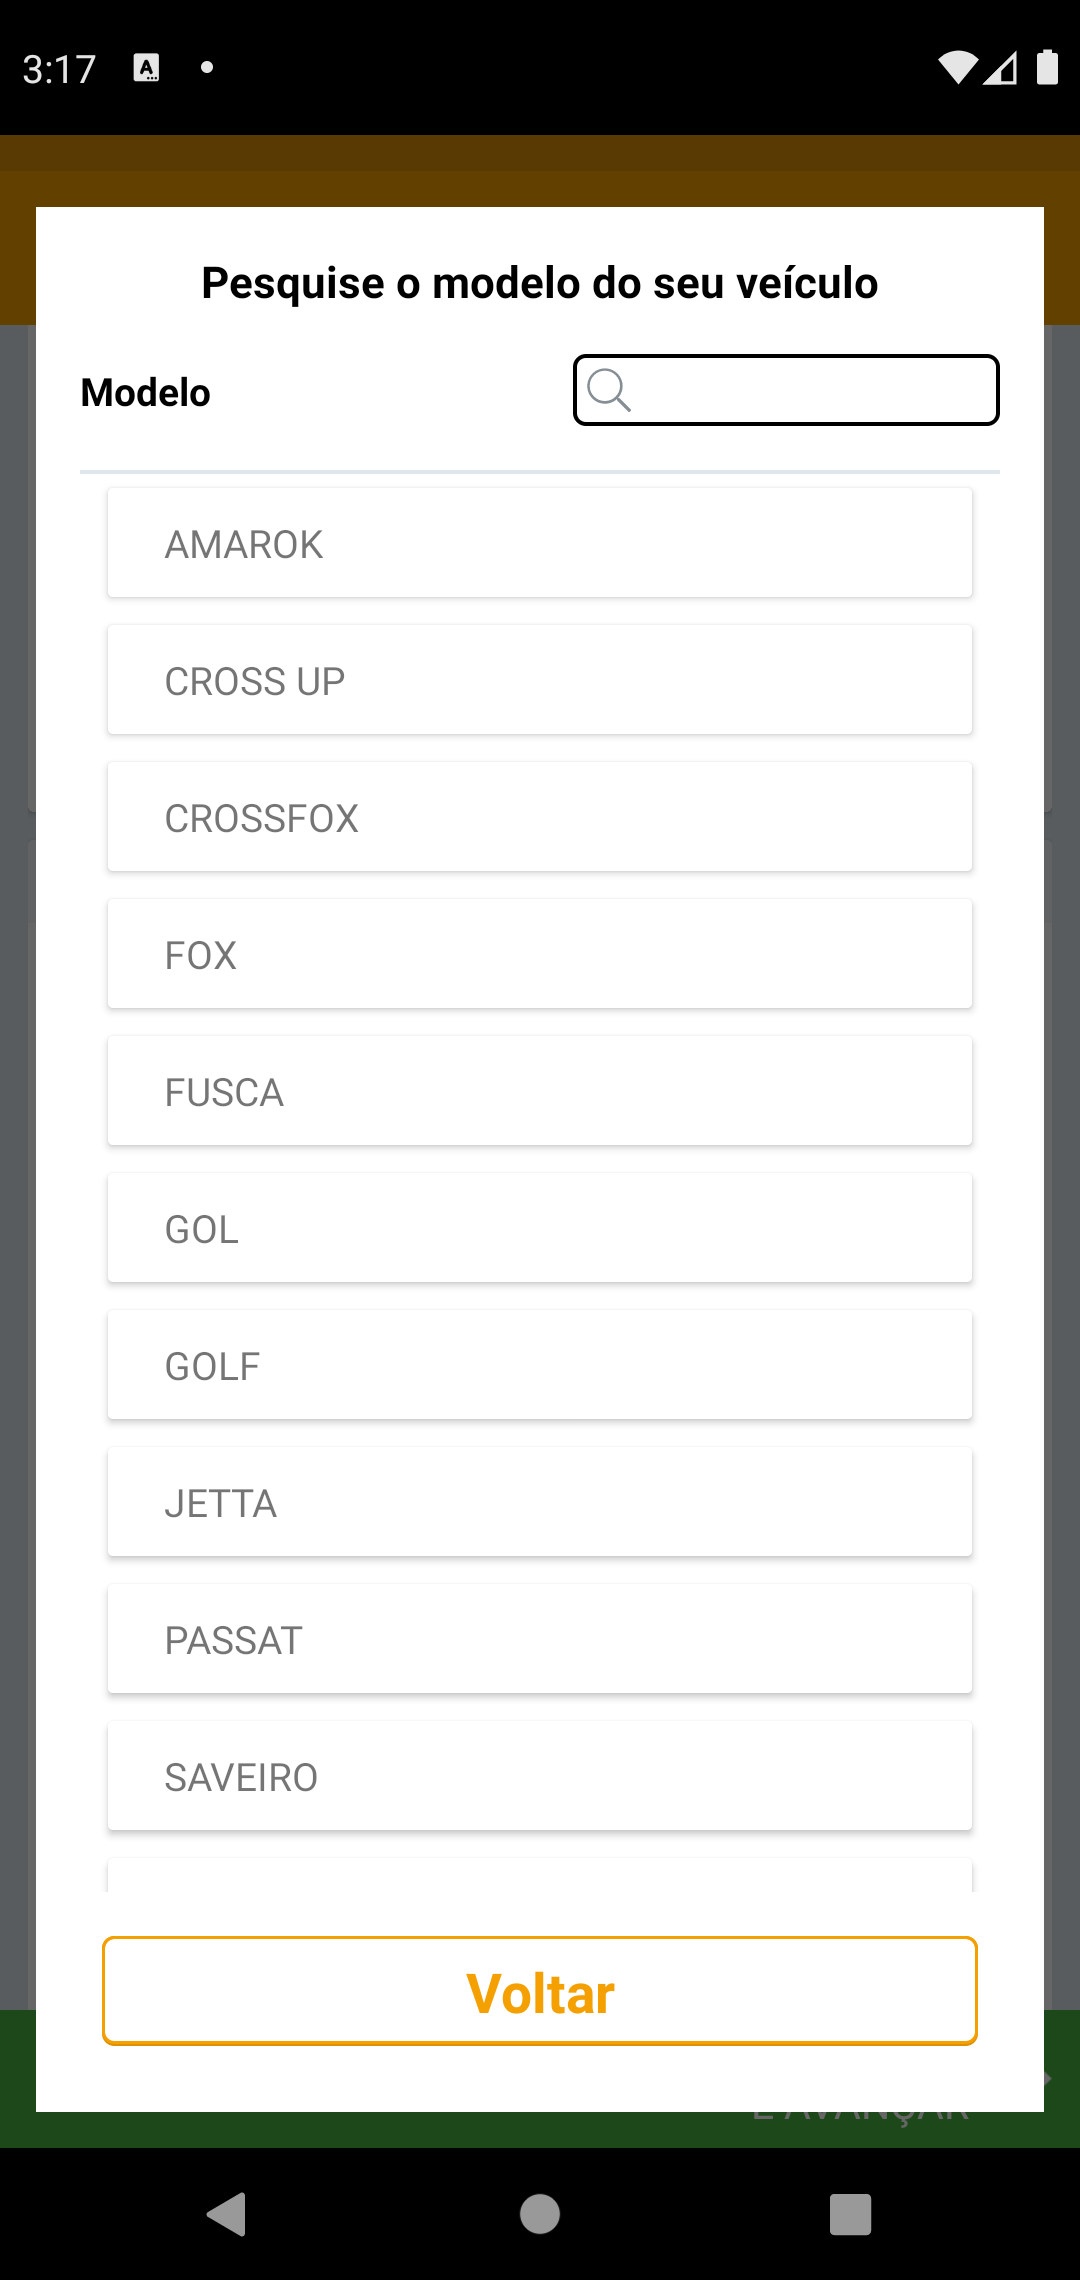 3:17
Pesquise o modelo do seu veículo
Modelo
AMAROK
CROSS UP
CROSSFOX
FOX
FUSCA
GOL
GOLF
JETTA
PASSAT
SAVEIRO
Voltar
E AVANÇAR